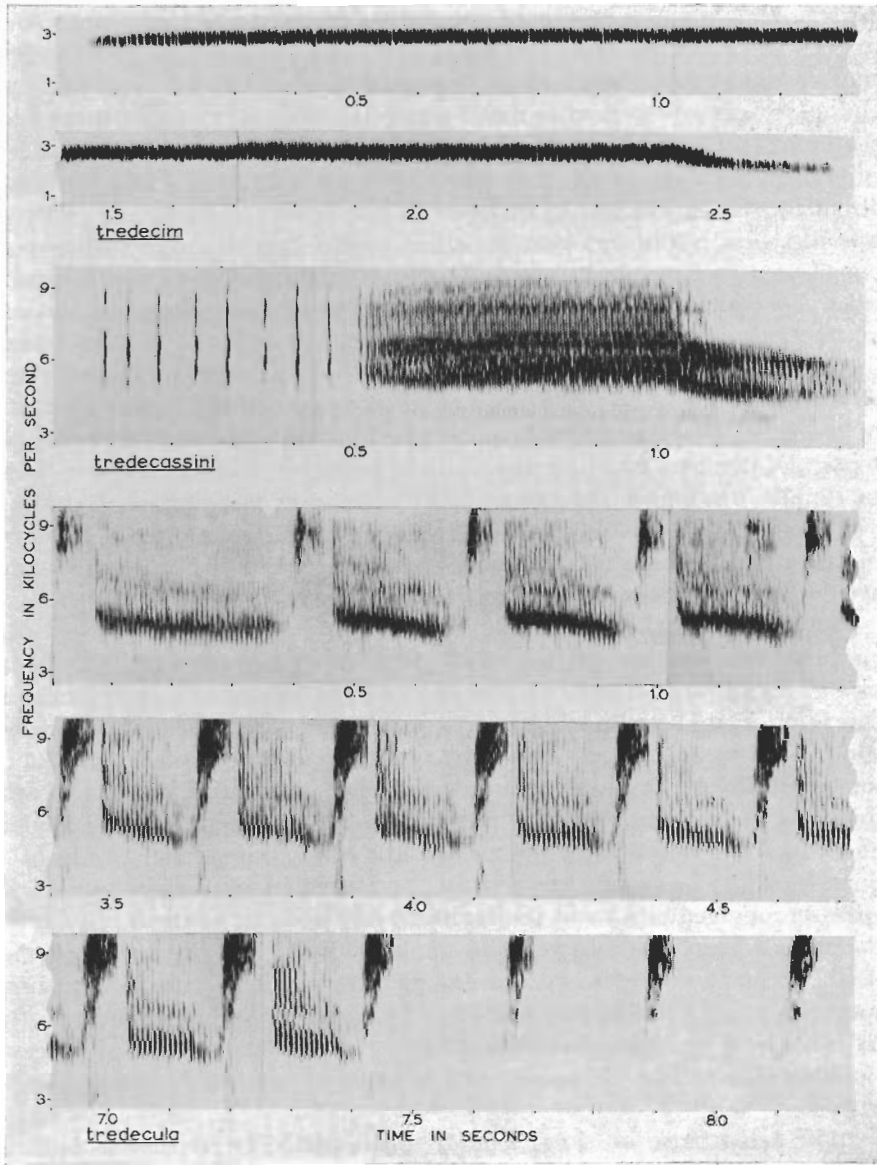 3-
1-
0.5 1.0
3-
1-
1.5 2.0 2.5
tredecim
9-
6-
3-
0.5 1.0
tredecassini
FREQUENCY IN KILOCYCLES PER SECOND
9-
6-
3-
0.5 1.0
9-
6-
3-
3.5 4.0 4.5
9-
6-
3-
7.0 7.5 8.0
tredecula TIME IN SECONDS